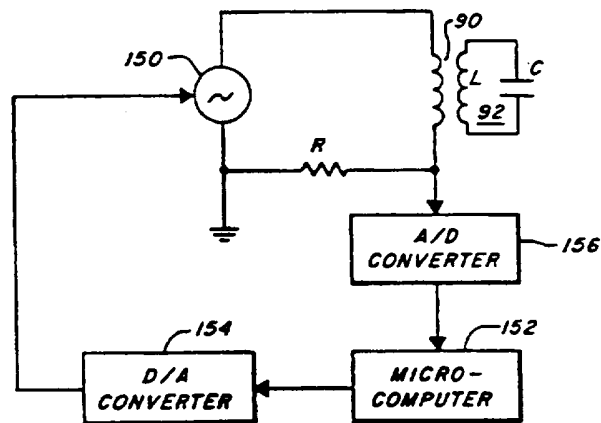 90
150
L
C
92
R
A/D
CONVERTER
156
154
152
D/A
CONVERTER
MICRO-
COMPUTER